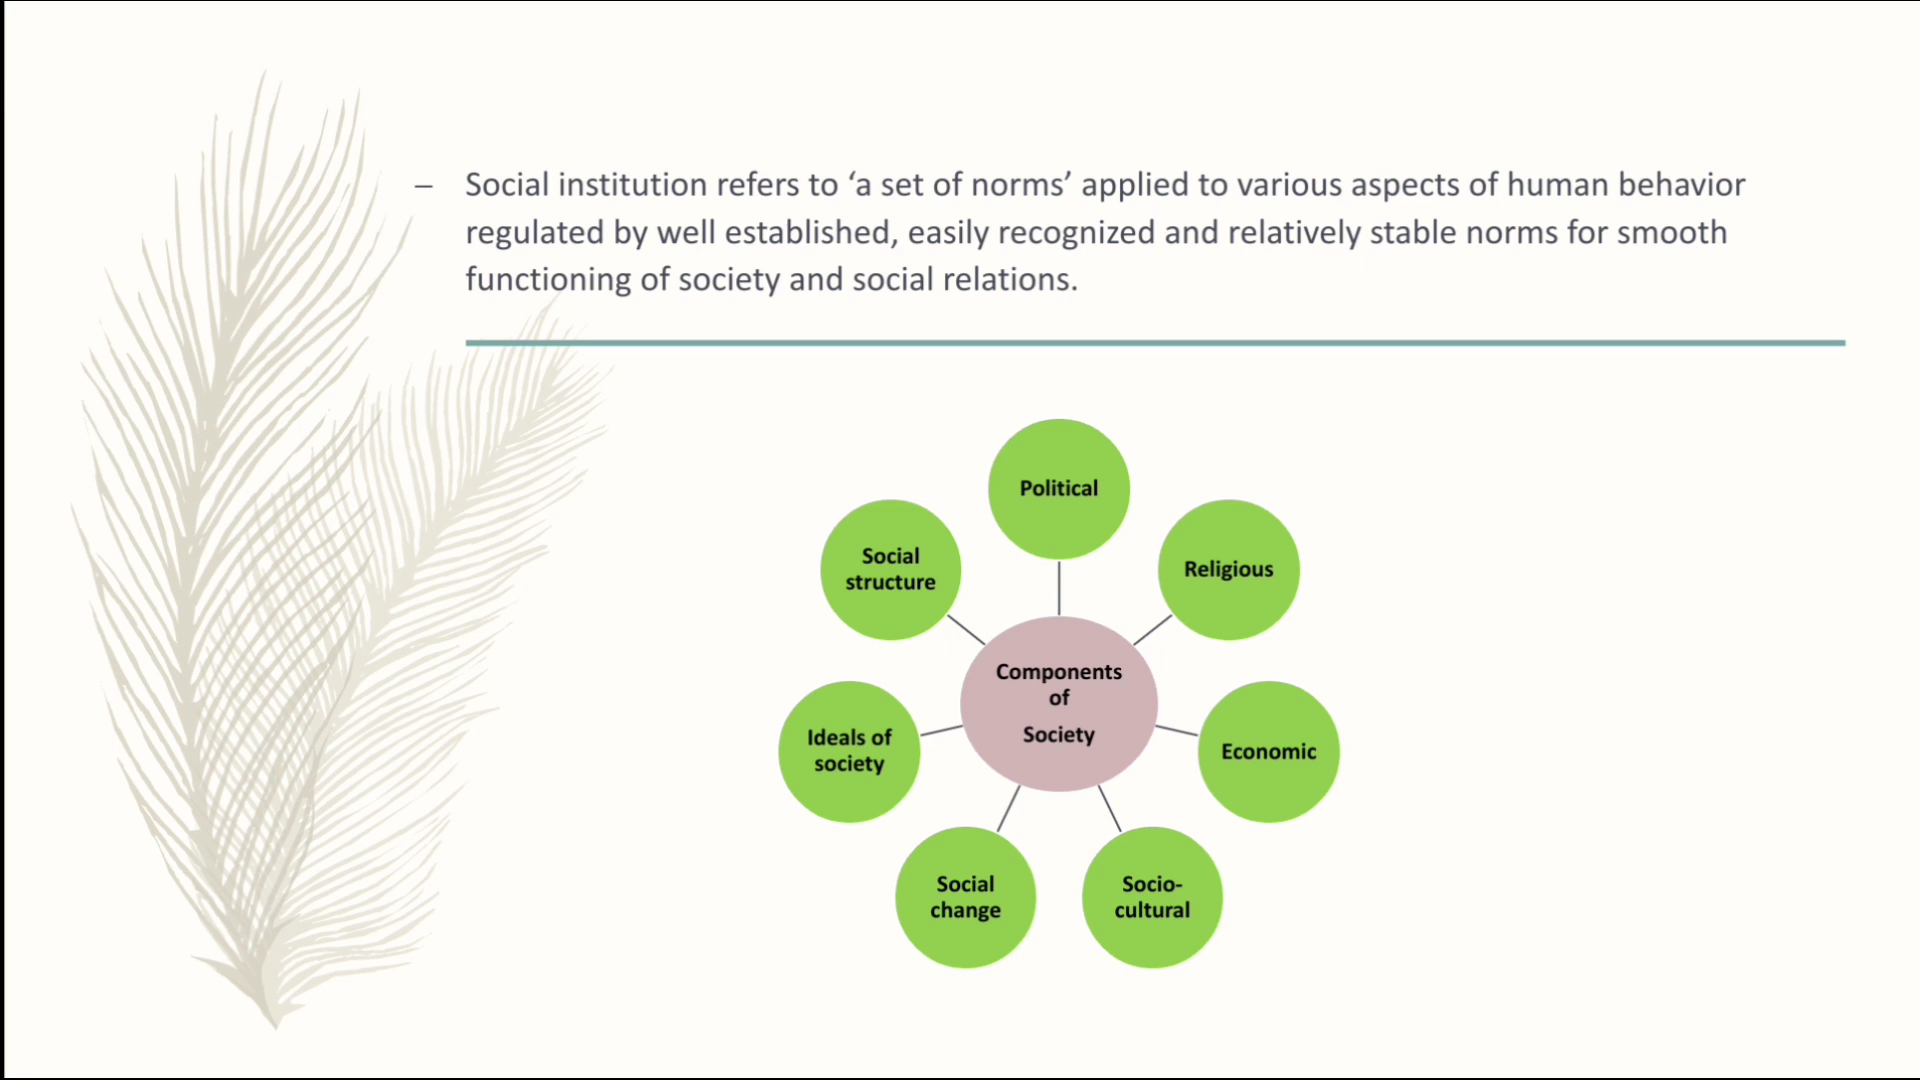 – Social institution refers to ‘a set of norms’ applied to various aspects of human behavior
regulated by well established, easily recognized and relatively stable norms for smooth
functioning of society and social relations.
Political
Religious
Economic
Socio-
cultural
Social
change
Ideals of
society
Social
structure
Components
of
Society